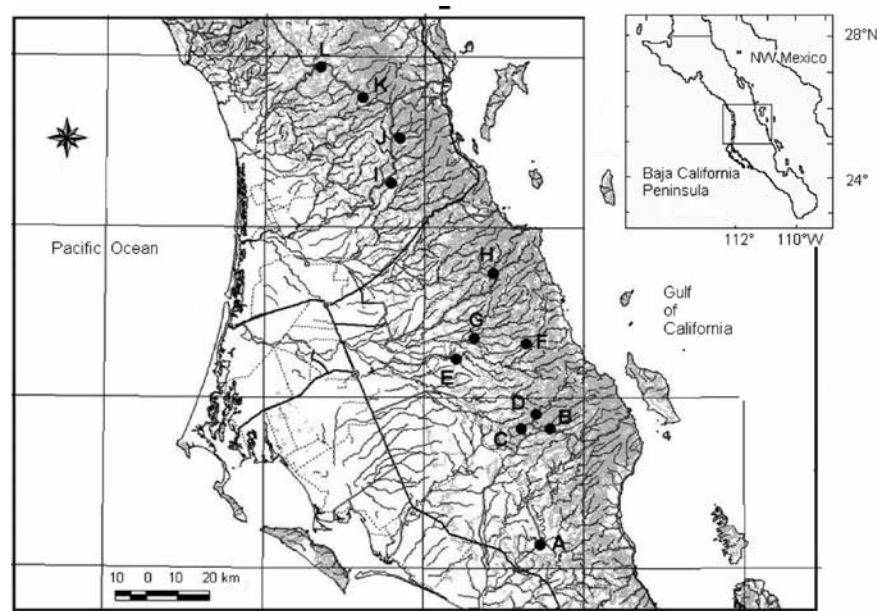 L
K
J
I
H
G
F
E
D
B
C
A
Pacific Ocean
Gulf
of
California
10 0 10 20 km
28°N
NW Mexico
Baja California
Peninsula
24°
112°
110°W